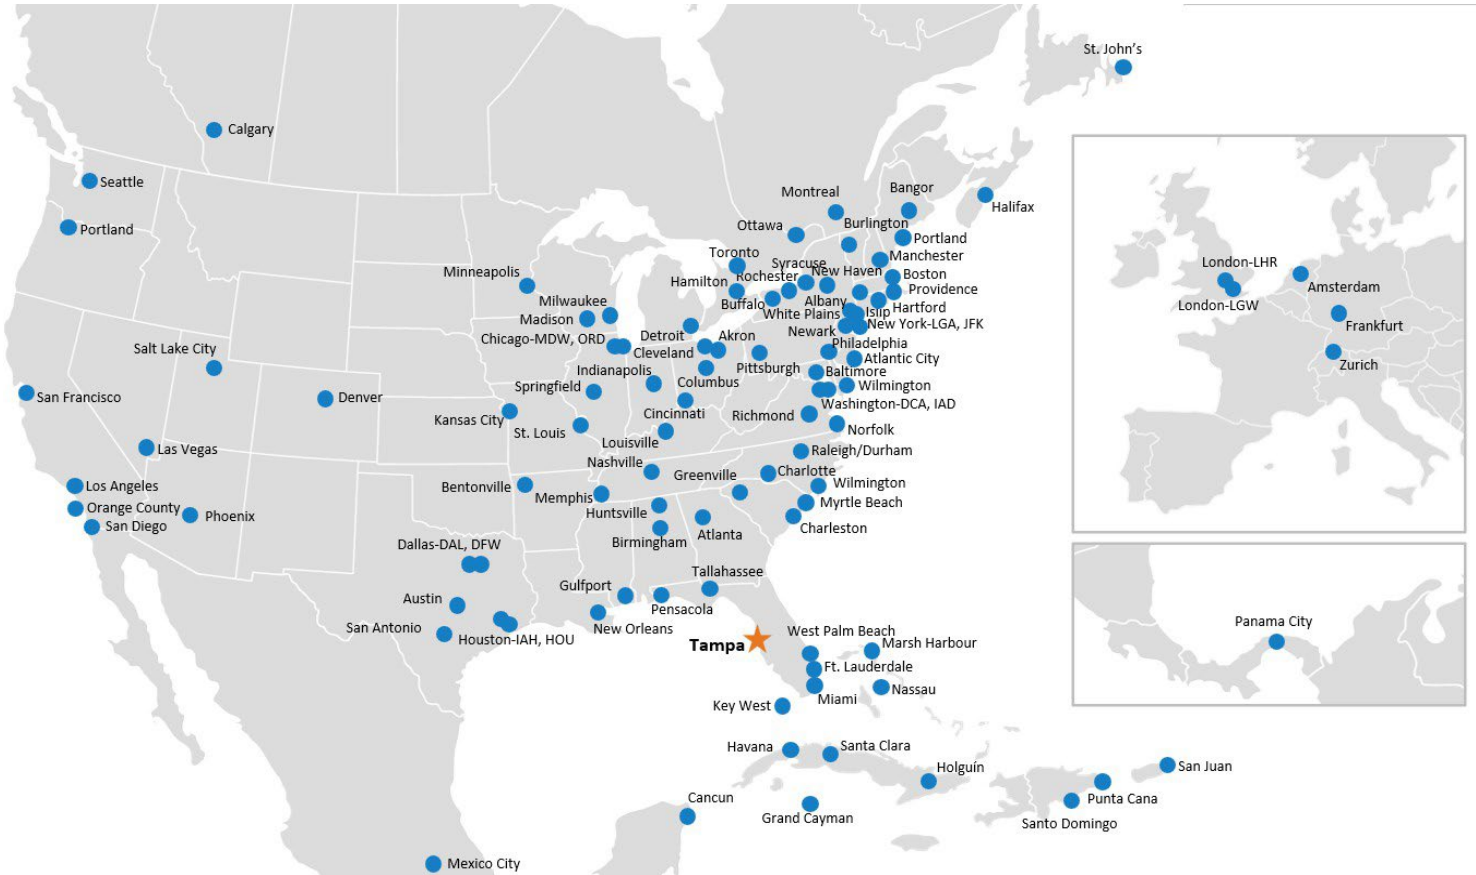 St. John’s
Calgary
Seattle
Montreal
Bangor
Halifax
Ottawa
Burlington
Portland
Portland
Toronto
Manchester
Syracuse
New Haven
Boston
Minneapolis
Hamilton
Rochester
Providence
Milwaukee
Buffalo
Albany
Hartford
Madison
White Plains
Islip
Chicago-MDW, ORD
Detroit
Akron
Newark
New York-LGA, JFK
Salt Lake City
Cleveland
Philadelphia
Indianapolis
Pittsburgh
Atlantic City
Springfield
Columbus
Baltimore
San Francisco
Denver
Wilmington
Kansas City
Cincinnati
Richmond
Washington-DCA, IAD
St. Louis
Norfolk
Louisville
Las Vegas
Raleigh/Durham
Nashville
Greenville
Charlotte
Los Angeles
Bentonville
Memphis
Wilmington
Orange County
Huntsville
Myrtle Beach
San Diego
Phoenix
Birmingham
Atlanta
Charleston
Dallas-DAL, DFW
Tallahassee
Gulfport
Austin
Pensacola
San Antonio
Houston-IAH, HOU
New Orleans
Tampa
West Palm Beach
Marsh Harbour
Ft. Lauderdale
Nassau
Miami
Key West
Havana
Santa Clara
Holguín
San Juan
Cancun
Grand Cayman
Punta Cana
Santo Domingo
Mexico City
London-LHR
Amsterdam
London-LGW
Frankfurt
Zurich
Panama City